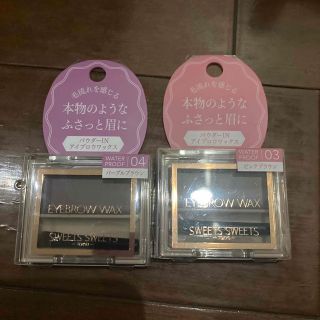 毛流れを感じる
本物のような
ふさっと眉に
パウダーIN
アイブロウワックス
WATER
PROOF
04
パープルブラウン
EYEBROW WAX
SWEETS SWEETS
毛流れを感じる
本物のような
ふさっと眉に
パウダーIN
アイブロウワックス
WATER
PROOF
03
ピンクブラウン
EYEBROW WAX
SWEETS SWEETS